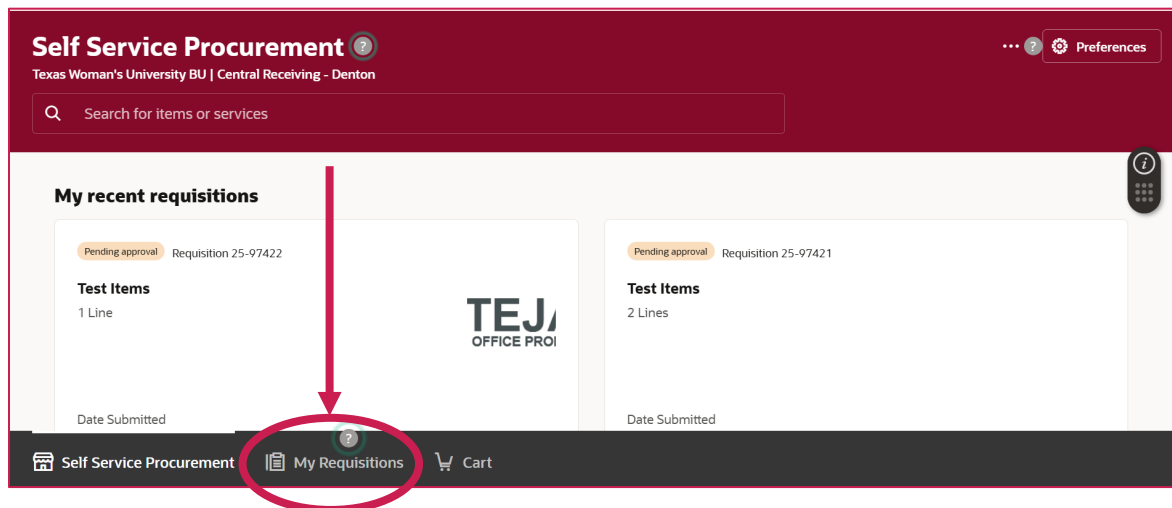 Self Service Procurement ?
... ? Preferences
Texas Woman's University BU | Central Receiving - Denton
Search for items or services
i
My recent requisitions
Pending approval Requisition 25-97422
Test Items
1 Line
TEJA
OFFICE PROD
Date Submitted
Pending approval Requisition 25-97421
Test Items
2 Lines
Date Submitted
?
Self Service Procurement My Requisitions Cart